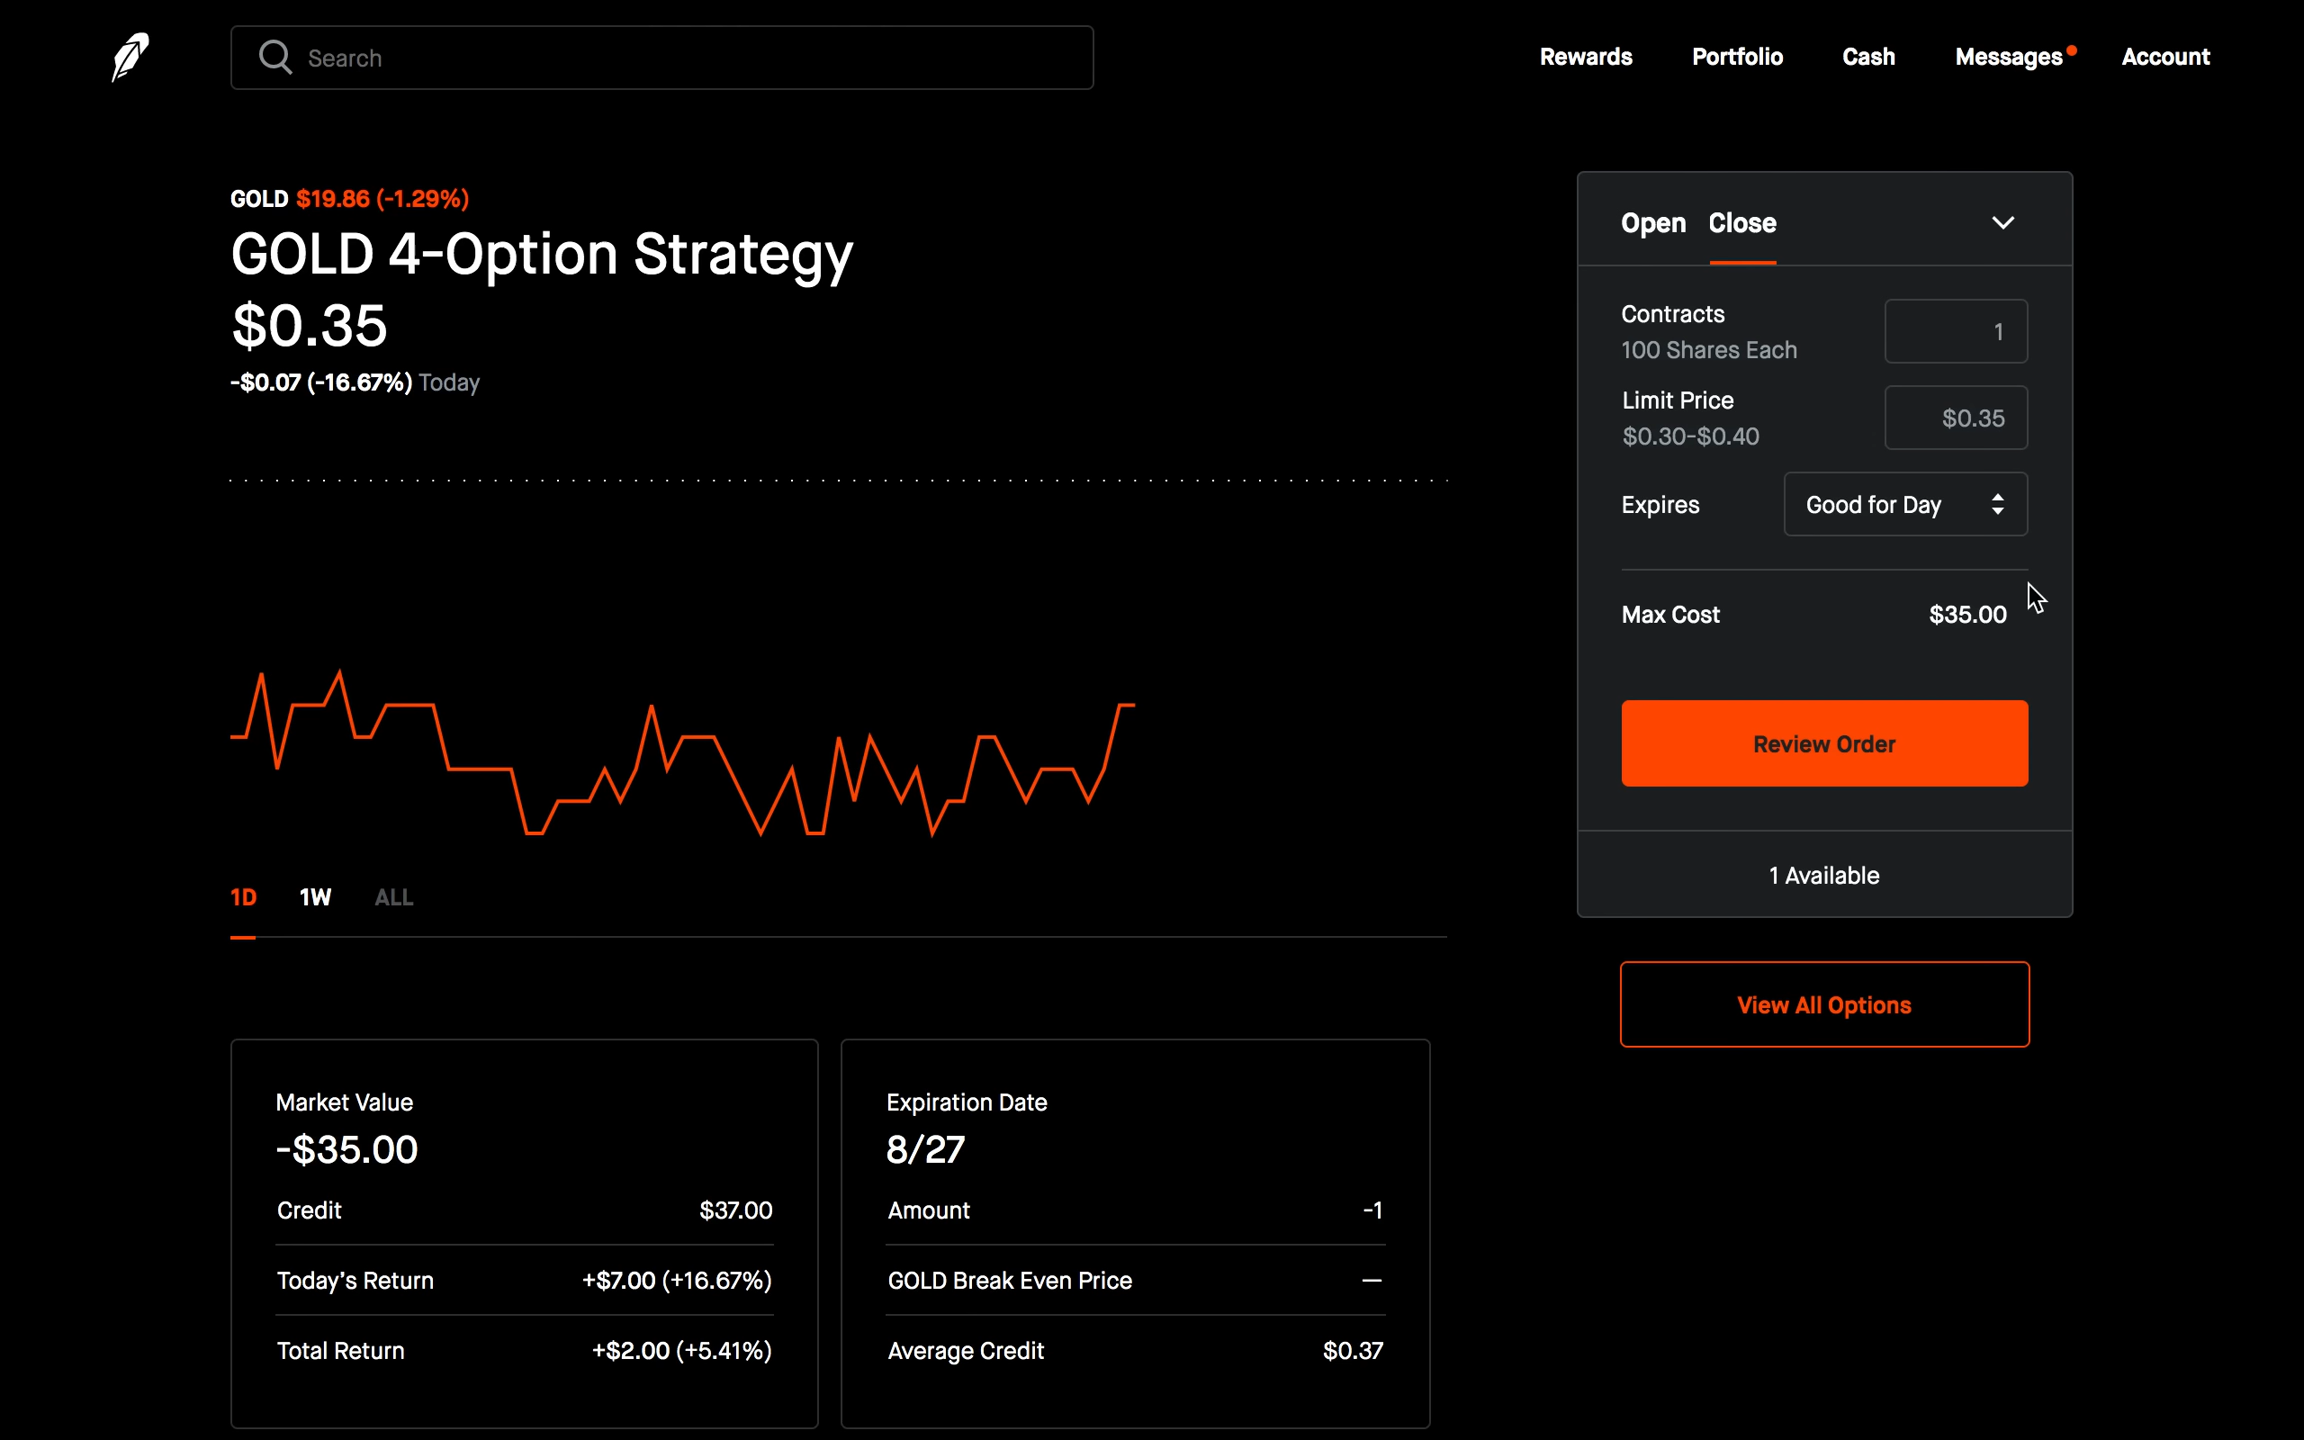 Search
Rewards Portfolio Cash Messages Account
GOLD $19.86 (-1.29%)
GOLD 4-Option Strategy
$0.35
-$0.07 (-16.67%) Today
1D 1W ALL
Market Value
-$35.00
Credit $37.00
Today's Return +$7.00 (+16.67%)
Total Return +$2.00 (+5.41%)
Expiration Date
8/27
Amount -1
GOLD Break Even Price —
Average Credit $0.37
Open Close
Contracts 1
100 Shares Each
Limit Price $0.35
$0.30-$0.40
Expires Good for Day
Max Cost $35.00
Review Order
1 Available
View All Options